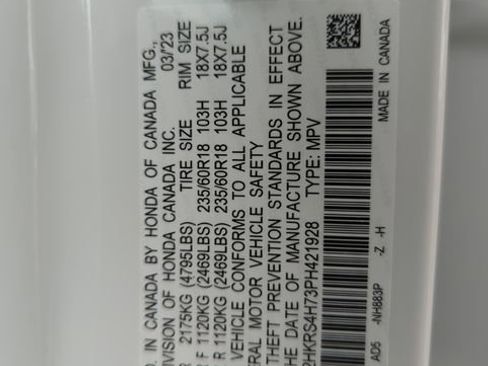 . IN CANADA BY HONDA OF CANADA MFG.,
IVISION OF HONDA CANADA INC. 03/'23
2175KG (4795LBS) TIRE SIZE RIM SIZE
F 1120KG (2469LBS) 235/60R18 103H 18X7.5J
R 1120KG (2469LBS) 235/60R18 103H 18X7.5J
VEHICLE CONFORMS TO ALL APPLICABLE
RAL MOTOR VEHICLE SAFETY
THEFT PREVENTION STANDARDS IN EFFECT
HE DATE OF MANUFACTURE SHOWN ABOVE.
2HKRS4H73PH421928 TYPE: MPV
AD5 -NH883P -Z -H
MADE IN CANADA